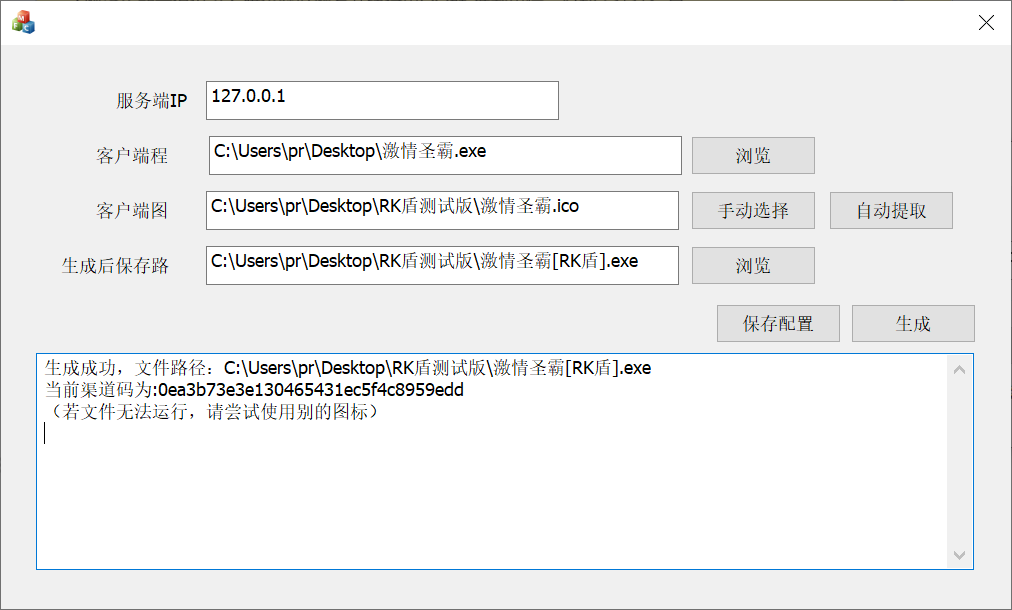 服务端IP 127.0.0.1
客户端程 C:\Users\pr\Desktop\激情圣霸.exe 浏览
客户端图 C:\Users\pr\Desktop\RK盾测试版\激情圣霸.ico 手动选择 自动提取
生成后保存路 C:\Users\pr\Desktop\RK盾测试版\激情圣霸[RK盾].exe 浏览
保存配置 生成
生成成功，文件路径：C:\Users\pr\Desktop\RK盾测试版\激情圣霸[RK盾].exe
当前渠道码为:0ea3b73e3e130465431ec5f4c8959edd
（若文件无法运行，请尝试使用别的图标）